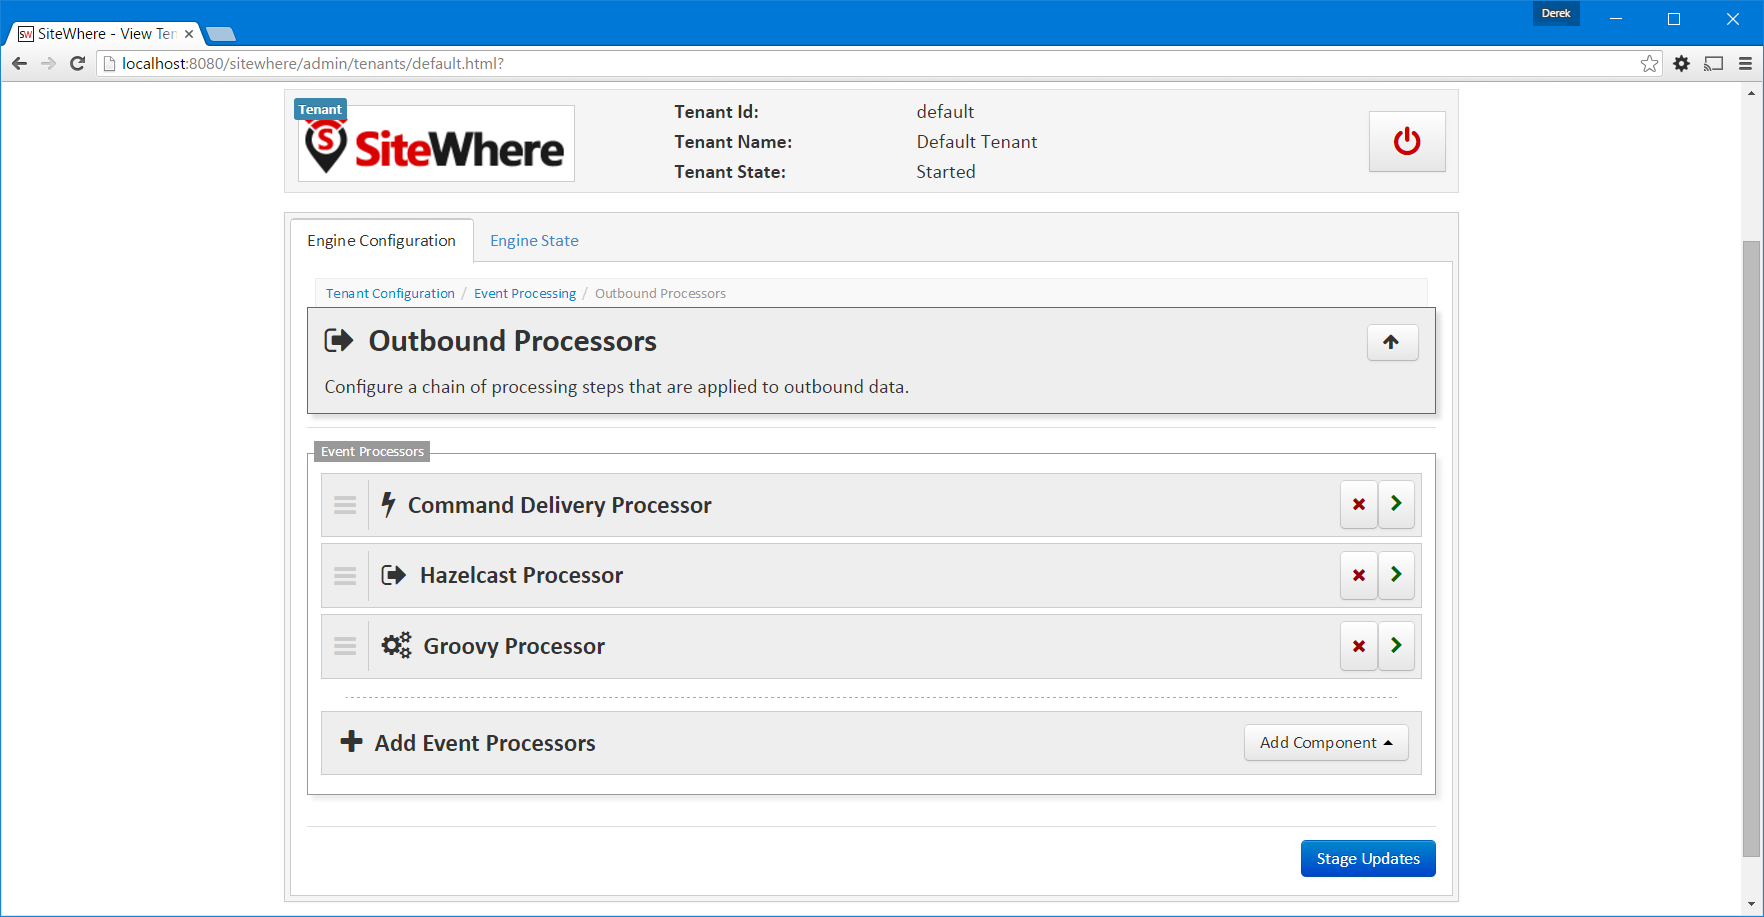 Derek
SW SiteWhere - View Ten
localhost:8080/sitewhere/admin/tenants/default.html?
Tenant
S SiteWhere
Tenant Id: default
Tenant Name: Default Tenant
Tenant State: Started
Engine Configuration Engine State
Tenant Configuration / Event Processing / Outbound Processors
Outbound Processors
Configure a chain of processing steps that are applied to outbound data.
Event Processors
Command Delivery Processor
Hazelcast Processor
Groovy Processor
Add Event Processors Add Component
Stage Updates